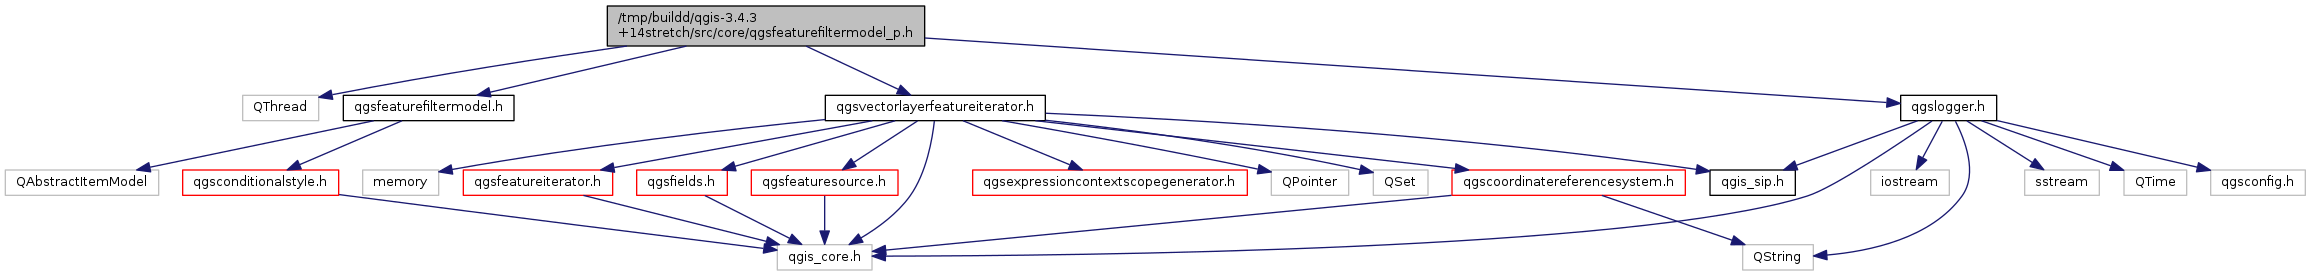 /tmp/buildd/qgis-3.4.3
+14stretch/src/core/qgsfeaturefiltermodel_p.h
QThread
qgsfeaturefiltermodel.h
qgsvectorlayerfeatureiterator.h
qgslogger.h
QAbstractItemModel
qgsconditionalstyle.h
memory
qgsfeatureiterator.h
qgsfields.h
qgsfeaturesource.h
qgsexpressioncontextscopegenerator.h
QPointer
QSet
qgscoordinatereferencesystem.h
qgis_sip.h
iostream
sstream
QTime
qgsconfig.h
qgis_core.h
QString